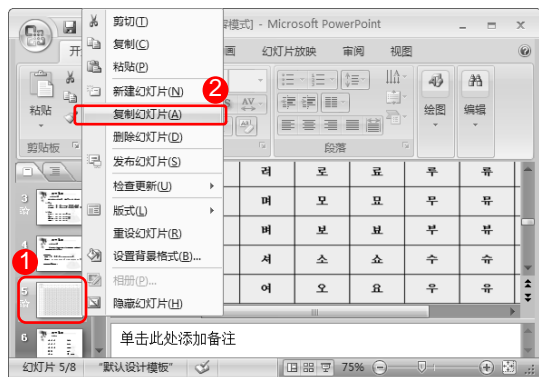 解模式] - Microsoft PowerPoint
开
画 幻灯片放映 审阅 视图
剪切(T)
复制(C)
粘贴(P)
新建幻灯片(N)
复制幻灯片(A)
删除幻灯片(D)
发布幻灯片(S)
检查更新(U)
版式(L)
重设幻灯片(R)
设置背景格式(B)...
相册(P)...
隐藏幻灯片(H)
1
2
粘贴
剪贴板
S AV
段落
绘图
编辑
려 로 료 루 류
며 모 묘 무 뮤
벼 보 뵤 부 뷰
셔 소 쇼 수 슈
여 오 요 우 유
3
4
5
6
单击此处添加备注
幻灯片 5/8 "默认设计模板" 75%